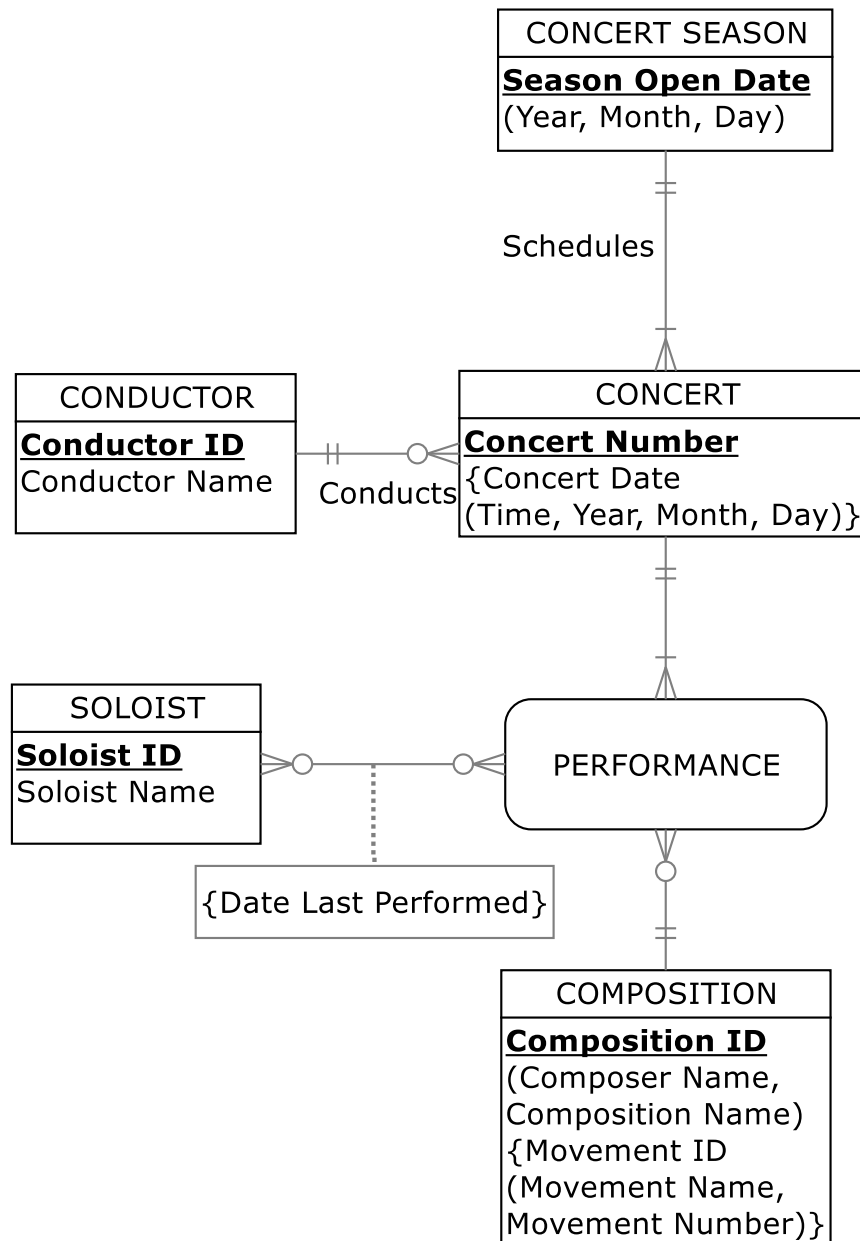 CONCERT SEASON
Season Open Date
(Year, Month, Day)
Schedules
CONDUCTOR
Conductor ID
Conductor Name
Conducts
CONCERT
Concert Number
{Concert Date
(Time, Year, Month, Day)}
SOLOIST
Soloist ID
Soloist Name
PERFORMANCE
{Date Last Performed}
COMPOSITION
Composition ID
(Composer Name,
Composition Name)
{Movement ID
(Movement Name,
Movement Number)}